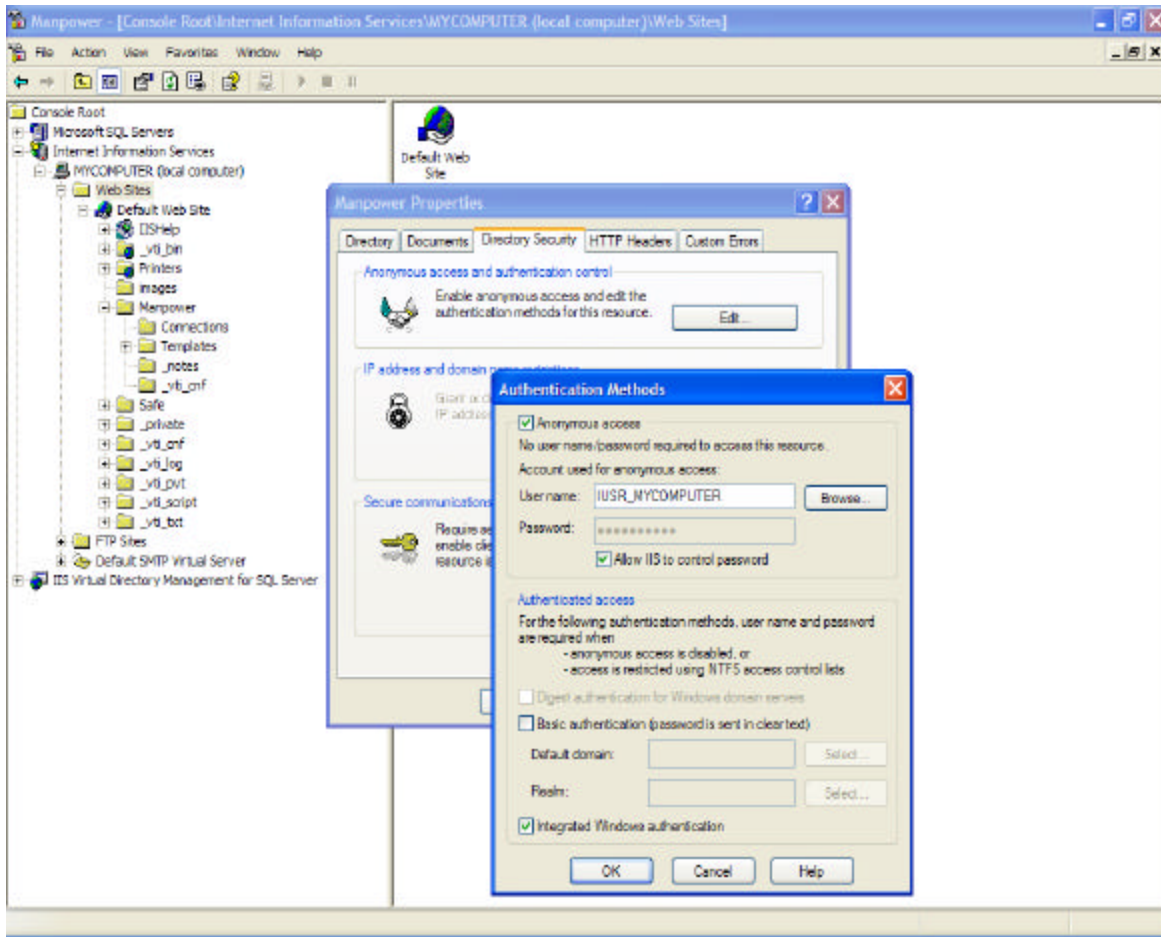 Manpower - [Console Root\Internet Information Services\MYCOMPUTER (local computer)\Web Sites]
File Action View Favorites Window Help
Console Root
Microsoft SQL Servers
Internet Information Services
MYCOMPUTER (local computer)
Web Sites
Default Web Site
IISHelp
_vti_bin
Printers
images
Manpower
Connections
Templates
_notes
_vti_cnf
Safe
_private
_vti_cnf
_vti_log
_vti_pvt
_vti_script
_vti_txt
FTP Sites
Default SMTP Virtual Server
IIS Virtual Directory Management for SQL Server
Default Web
Site
Manpower Properties
Directory Documents Directory Security HTTP Headers Custom Errors
Anonymous access and authentication control
Enable anonymous access and edit the
authentication methods for this resource.
Edit...
IP address and domain name restrictions
IP address
Secure communications
Require
enable
resource
Authentication Methods
Anonymous access
No user name/password required to access this resource.
Account used for anonymous access:
User name: IUSR_MYCOMPUTER Browse...
Password: **********
Allow IIS to control password
Authenticated access
For the following authentication methods, user name and password
are required when
- anonymous access is disabled, or
- access is restricted using NTFS access control lists
Digest authentication for Windows domain servers
Basic authentication (password is sent in clear text)
Default domain: Select...
Realm: Select...
Integrated Windows authentication
OK Cancel Help